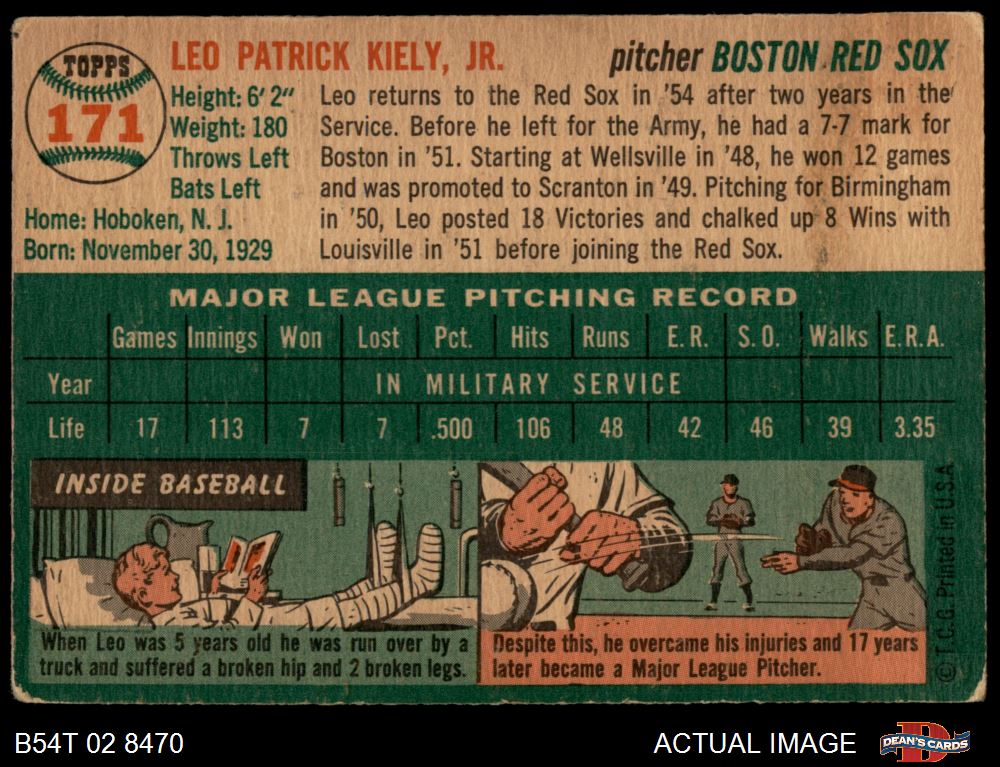 TOPPS
171
LEO PATRICK KIELY, JR.
pitcher BOSTON RED SOX
Height: 6' 2"
Weight: 180
Throws Left
Bats Left
Home: Hoboken, N. J.
Born: November 30, 1929
Leo returns to the Red Sox in '54 after two years in the
Service. Before he left for the Army, he had a 7-7 mark for
Boston in '51. Starting at Wellsville in '48, he won 12 games
and was promoted to Scranton in '49. Pitching for Birmingham
in '50, Leo posted 18 Victories and chalked up 8 Wins with
Louisville in '51 before joining the Red Sox.
MAJOR LEAGUE PITCHING RECORD
Games Innings Won Lost Pct. Hits Runs E. R. S. O. Walks E.R.A.
Year IN MILITARY SERVICE
Life 17 113 7 7 .500 106 48 42 46 39 3.35
INSIDE BASEBALL
When Leo was 5 years old he was run over by a
truck and suffered a broken hip and 2 broken legs.
Despite this, he overcame his injuries and 17 years
later became a Major League Pitcher.
© T. C. G. Printed in U.S.A.
B54T 02 8470
ACTUAL IMAGE
DEAN'S CARDS